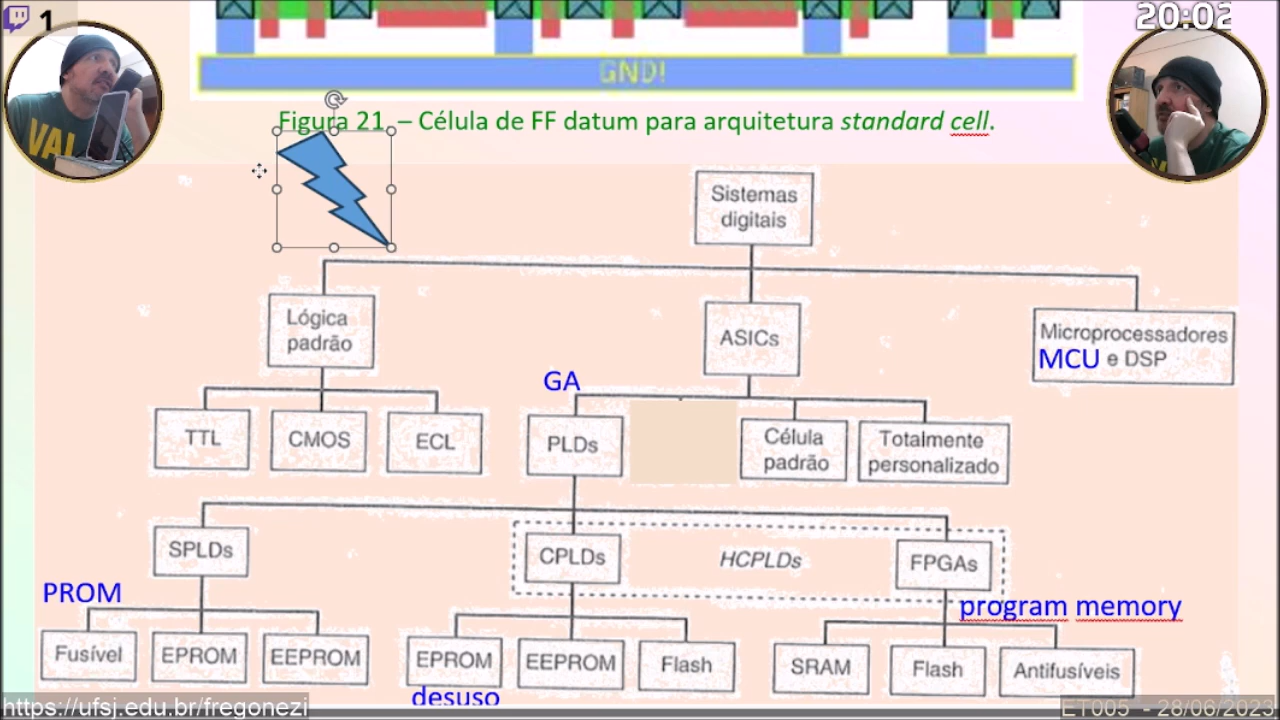 1
20:02
VAL
GND!
Figura 21. – Célula de FF datum para arquitetura standard cell.
Sistemas
digitais
Lógica
padrão
ASICs
Microprocessadores
MCU e DSP
GA
TTL
CMOS
ECL
PLDs
Célula
padrão
Totalmente
personalizado
SPLDs
CPLDs
HCPLDs
FPGAs
PROM
program memory
Fusível
EPROM
EEPROM
EPROM
EEPROM
Flash
SRAM
Flash
Antifusíveis
desuso
https://ufsj.edu.br/fregonezi
ET005 - 28/06/2023